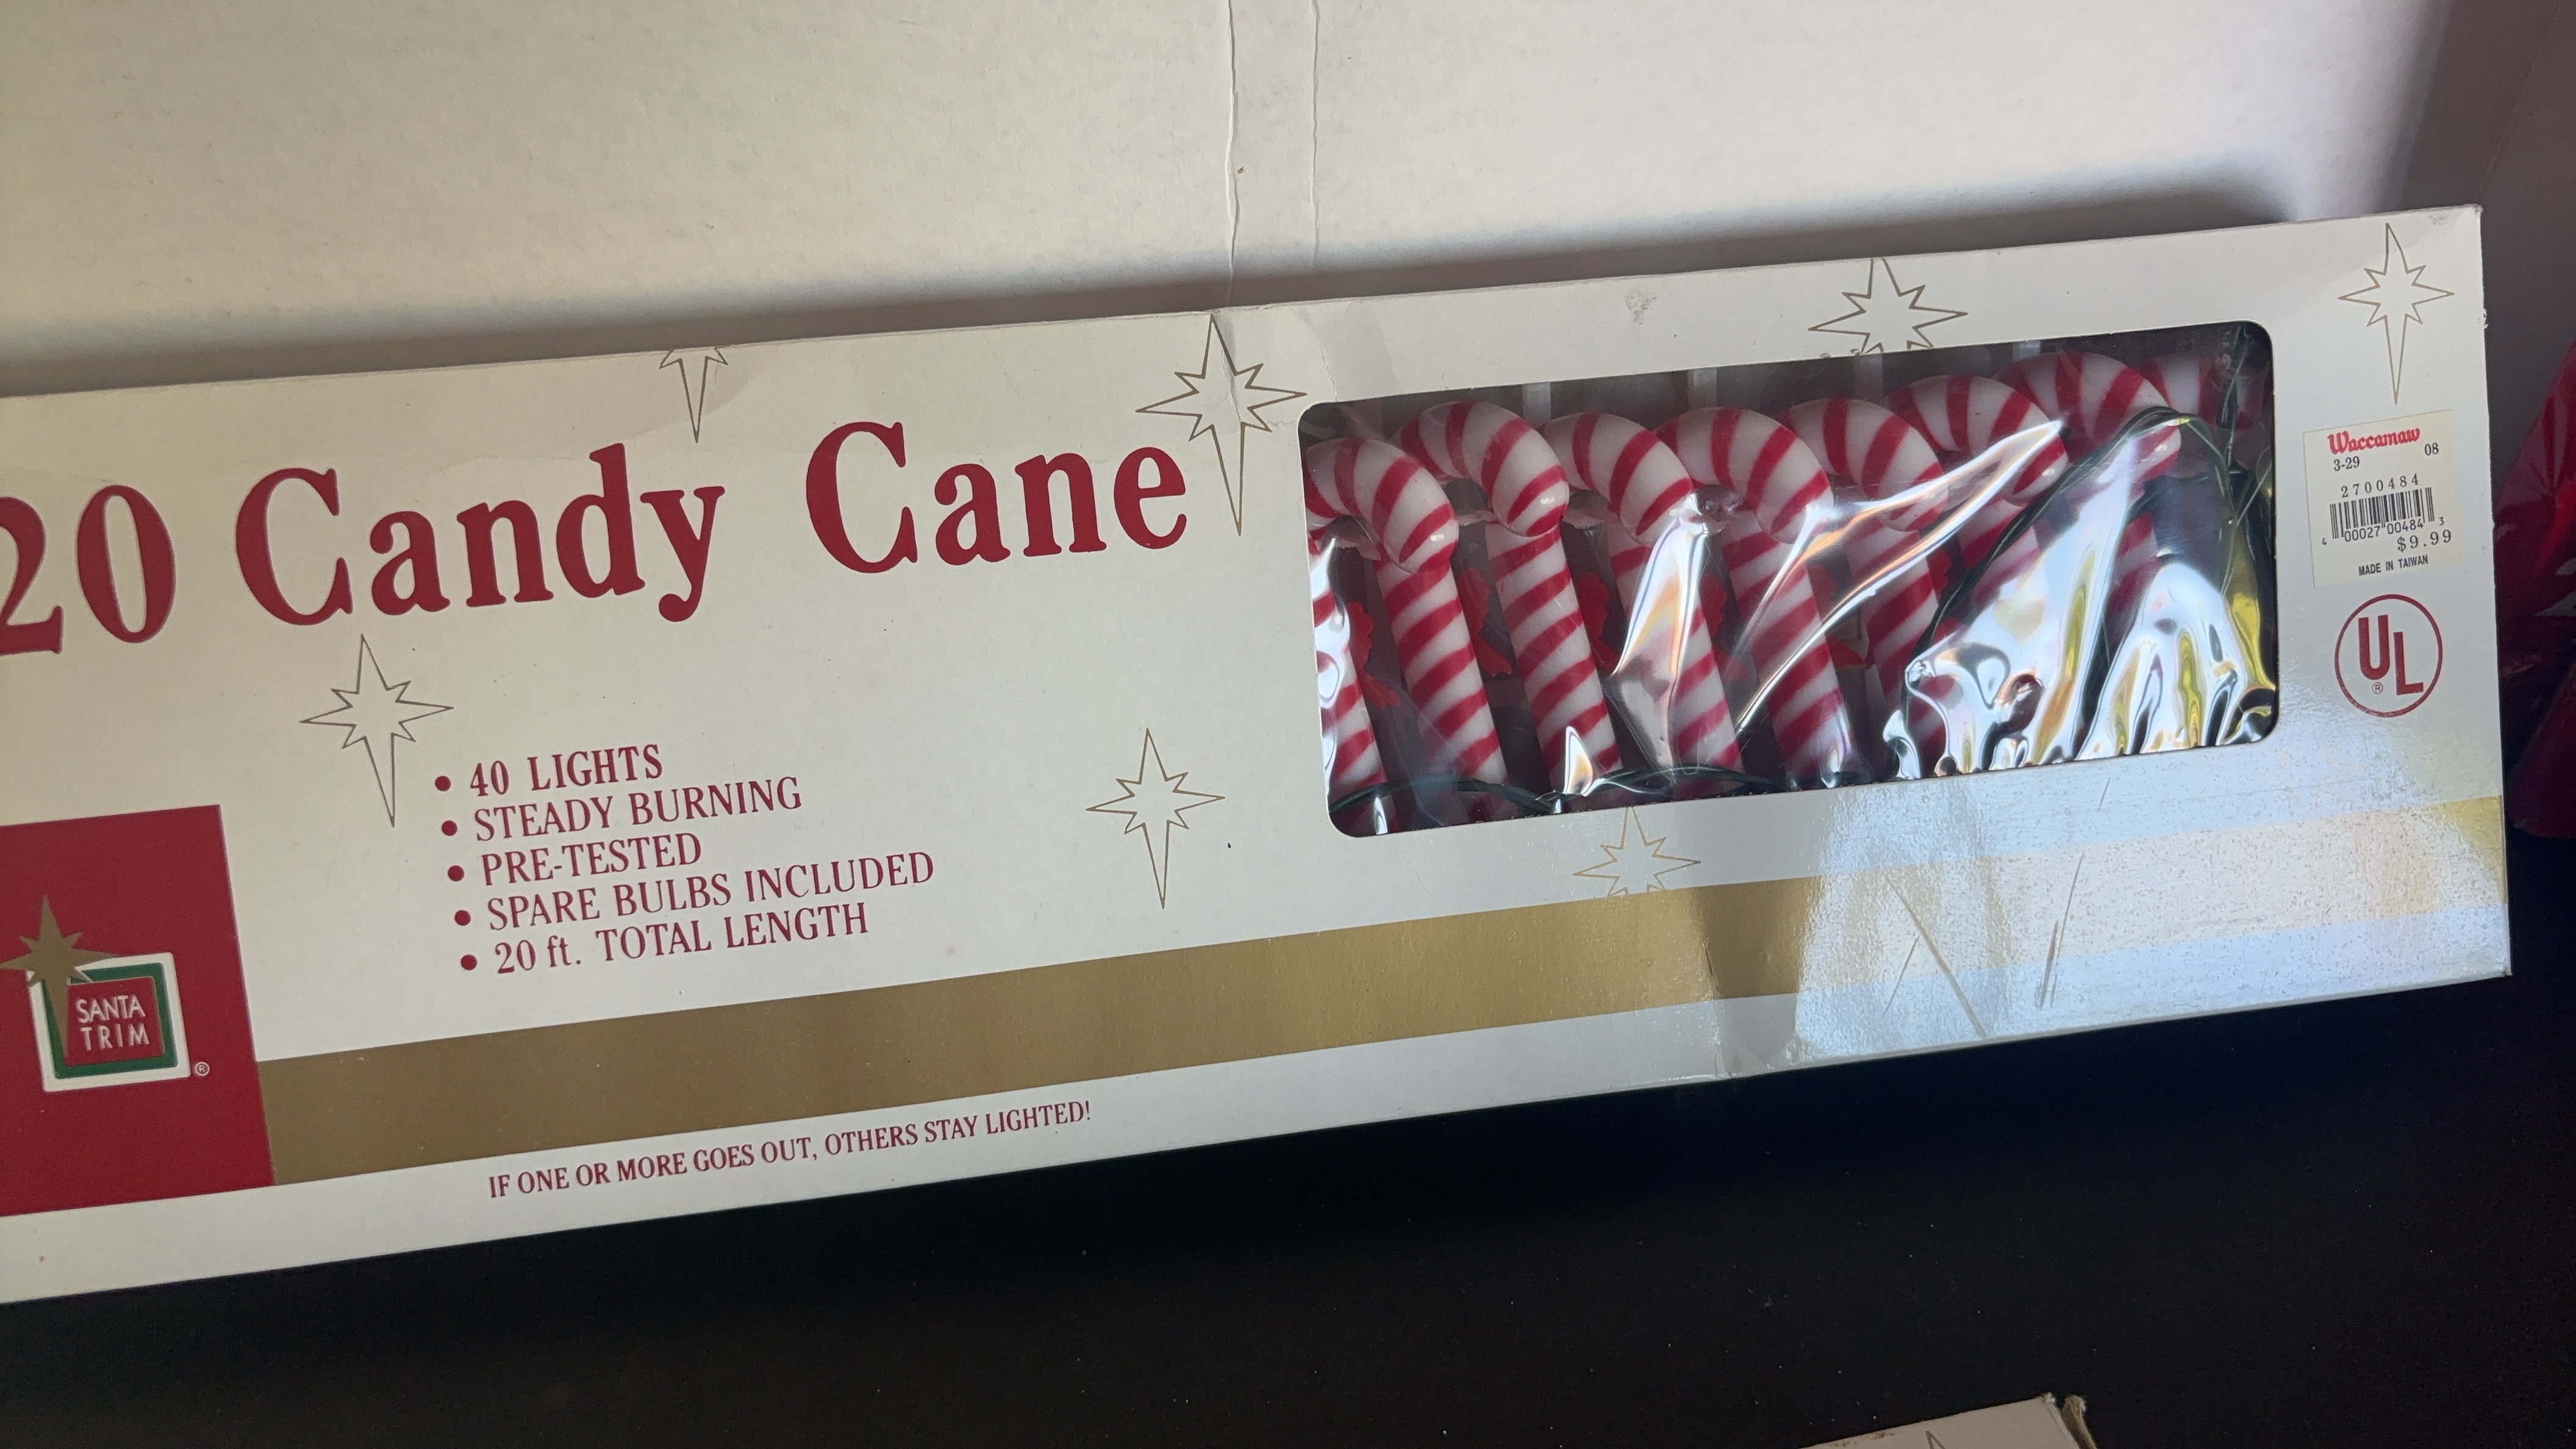 20 Candy Cane
• 40 LIGHTS
• STEADY BURNING
• PRE-TESTED
• SPARE BULBS INCLUDED
• 20 ft. TOTAL LENGTH
SANTA
TRIM
®
IF ONE OR MORE GOES OUT, OTHERS STAY LIGHTED!
Waccamaw
3-29 08
2700484
4 00027 00484 3
$9.99
MADE IN TAIWAN
UL
®